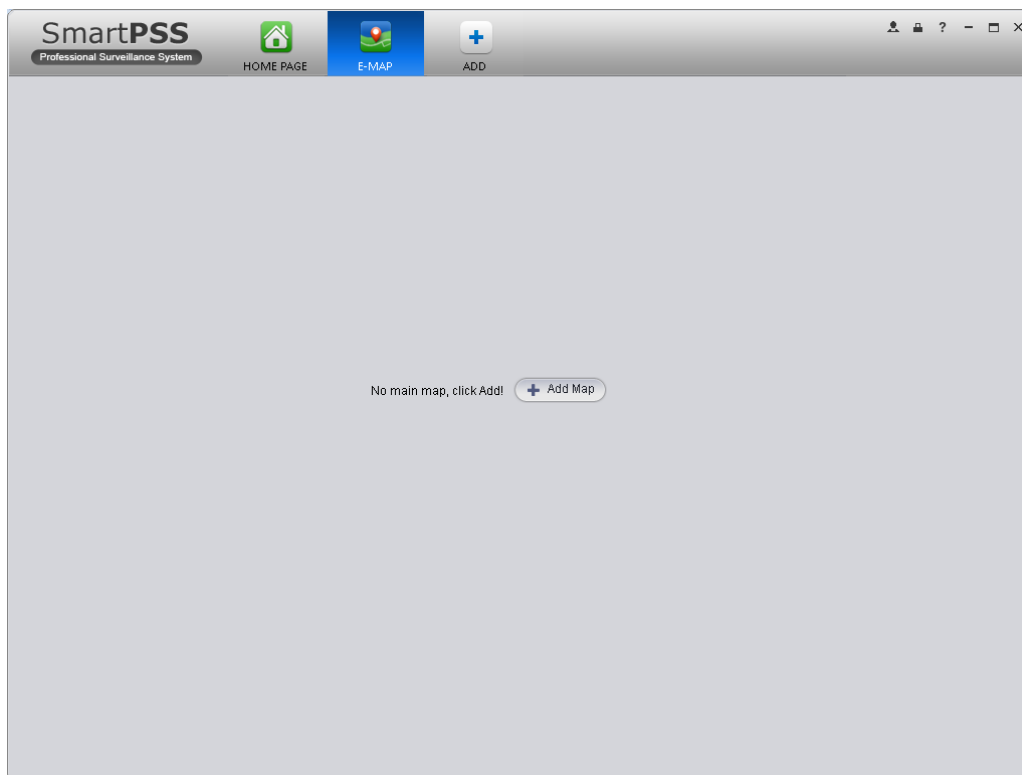 SmartPSS
Professional Surveillance System
HOME PAGE
E-MAP
ADD
?
No main map, click Add!
Add Map